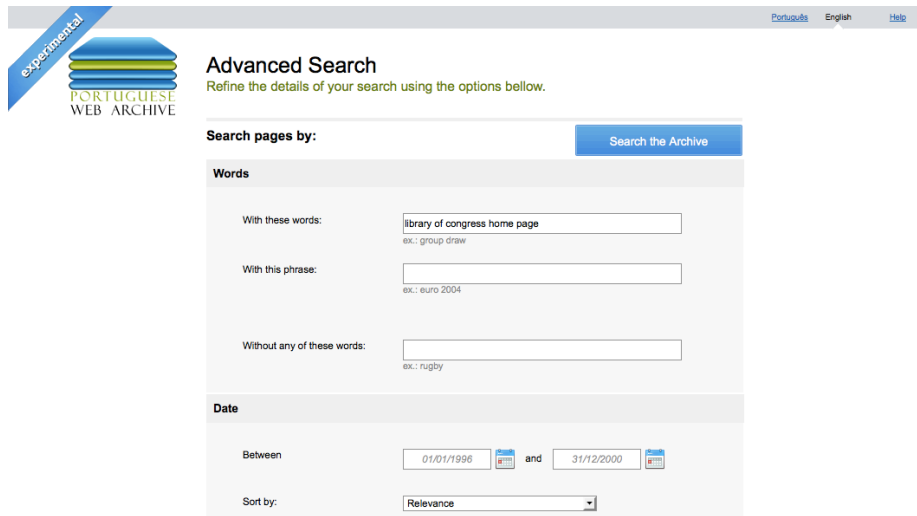 Português English Help
experimental
PORTUGUESE
WEB ARCHIVE
Advanced Search
Refine the details of your search using the options bellow.
Search pages by:
Search the Archive
Words
With these words:
library of congress home page
ex.: group draw
With this phrase:
ex.: euro 2004
Without any of these words:
ex.: rugby
Date
Between
01/01/1996 and 31/12/2000
Sort by:
Relevance